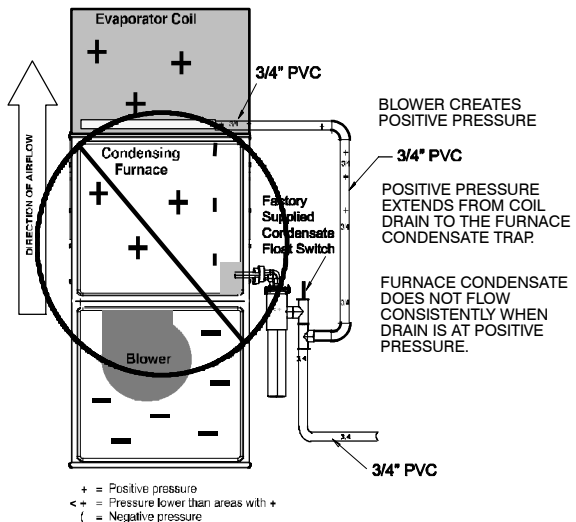 Evaporator Coil
3/4" PVC
BLOWER CREATES
POSITIVE PRESSURE
3/4" PVC
DIRECTION OF AIRFLOW
Condensing
Furnace
Factory
Supplied
Condensate
Float Switch
POSITIVE PRESSURE
EXTENDS FROM COIL
DRAIN TO THE FURNACE
CONDENSATE TRAP.
FURNACE CONDENSATE
DOES NOT FLOW
CONSISTENTLY WHEN
DRAIN IS AT POSITIVE
PRESSURE.
Blower
3/4" PVC
+ = Positive pressure
< + = Pressure lower than areas with +
( = Negative pressure